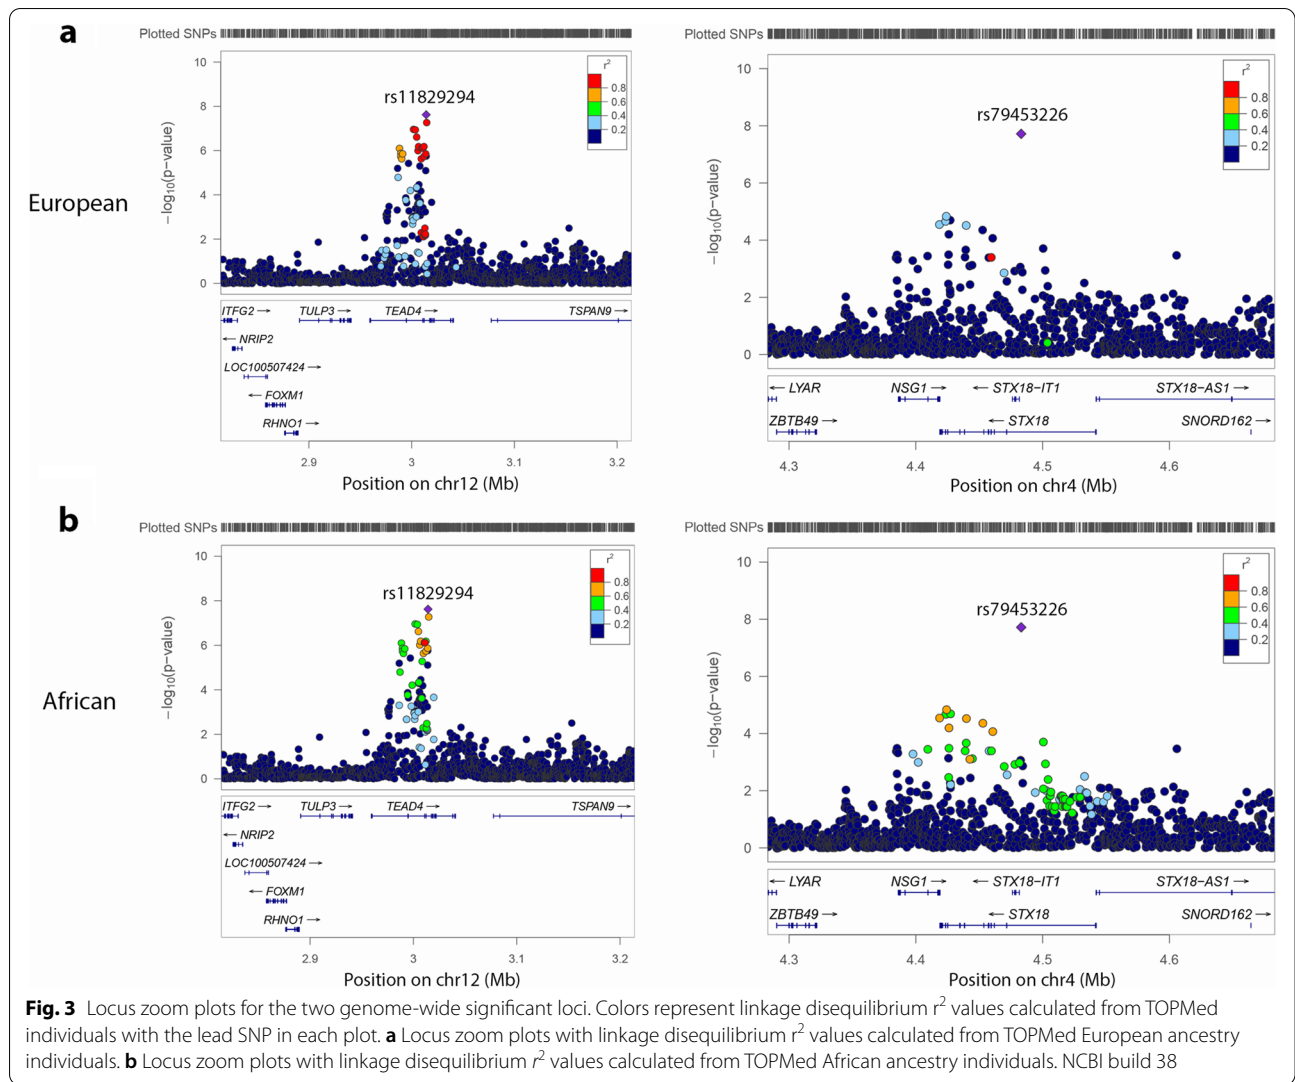 a
Plotted SNPs
10
8
6
4
2
0
−log10(p−value)
rs11829294
r2
0.8
0.6
0.4
0.2
European
ITFG2 →
TULP3 →
TEAD4 →
TSPAN9 →
← NRIP2
LOC100507424 →
← FOXM1
RHNO1 →
2.9
3
3.1
3.2
Position on chr12 (Mb)
Plotted SNPs
10
8
6
4
2
0
−log10(p−value)
rs79453226
r2
0.8
0.6
0.4
0.2
← LYAR
NSG1 →
← STX18−IT1
STX18−AS1 →
ZBTB49 →
← STX18
SNORD162 →
4.3
4.4
4.5
4.6
Position on chr4 (Mb)
b
Plotted SNPs
10
8
6
4
2
0
−log10(p−value)
rs11829294
r2
0.8
0.6
0.4
0.2
African
ITFG2 →
TULP3 →
TEAD4 →
TSPAN9 →
← NRIP2
LOC100507424 →
← FOXM1
RHNO1 →
2.9
3
3.1
3.2
Position on chr12 (Mb)
Plotted SNPs
10
8
6
4
2
0
−log10(p−value)
rs79453226
r2
0.8
0.6
0.4
0.2
← LYAR
NSG1 →
← STX18−IT1
STX18−AS1 →
ZBTB49 →
← STX18
SNORD162 →
4.3
4.4
4.5
4.6
Position on chr4 (Mb)
Fig. 3 Locus zoom plots for the two genome-wide significant loci. Colors represent linkage disequilibrium r2 values calculated from TOPMed
individuals with the lead SNP in each plot. a Locus zoom plots with linkage disequilibrium r2 values calculated from TOPMed European ancestry
individuals. b Locus zoom plots with linkage disequilibrium r2 values calculated from TOPMed African ancestry individuals. NCBI build 38